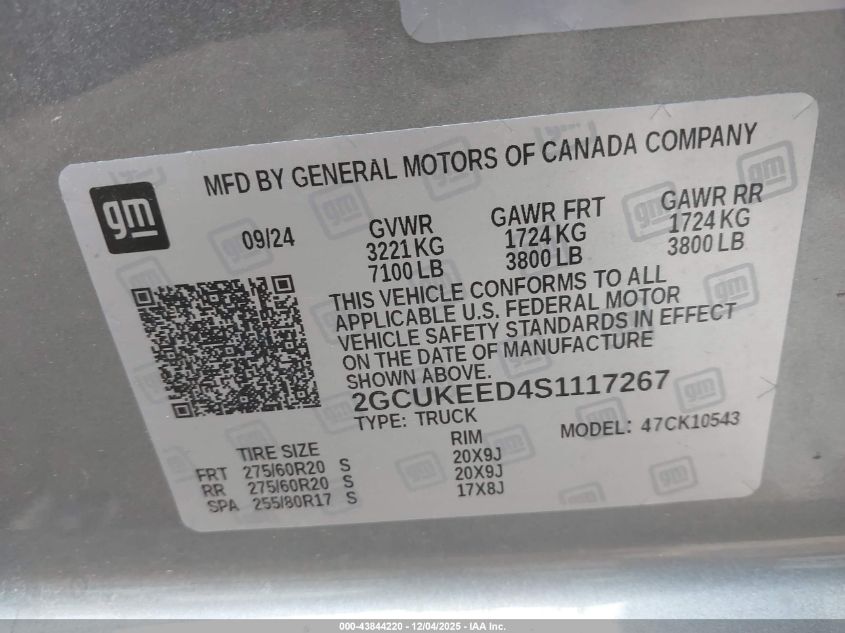 gm
MFD BY GENERAL MOTORS OF CANADA COMPANY
09/24
GVWR
3221 KG
7100 LB
GAWR FRT
1724 KG
3800 LB
GAWR RR
1724 KG
3800 LB
THIS VEHICLE CONFORMS TO ALL
APPLICABLE U.S. FEDERAL MOTOR
VEHICLE SAFETY STANDARDS IN EFFECT
ON THE DATE OF MANUFACTURE
SHOWN ABOVE.
2GCUKEED4S1117267
TYPE: TRUCK
MODEL: 47CK10543
TIRE SIZE RIM
FRT 275/60R20 S 20X9J
RR 275/60R20 S 20X9J
SPA 255/80R17 S 17X8J
000-43844220 - 12/04/2025 - IAA Inc.